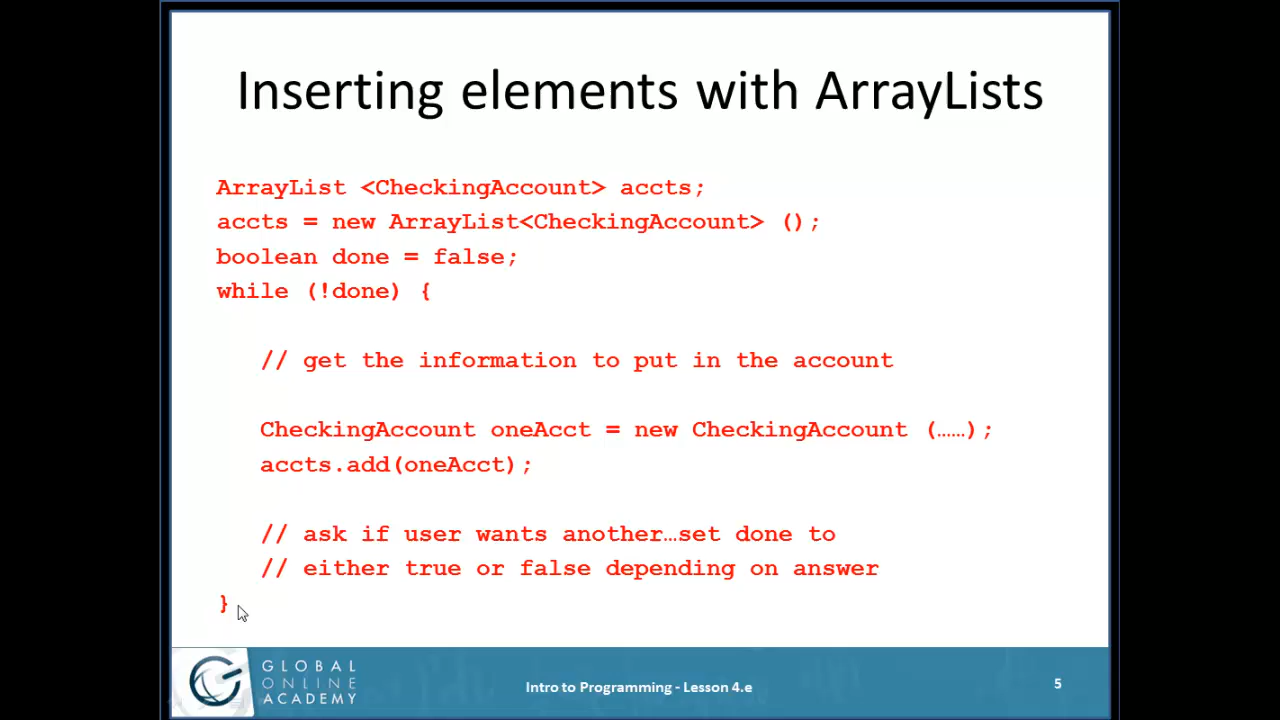 Inserting elements with ArrayLists
ArrayList <CheckingAccount> accts;
accts = new ArrayList<CheckingAccount> ();
boolean done = false;
while (!done) {
// get the information to put in the account
CheckingAccount oneAcct = new CheckingAccount (……);
accts.add(oneAcct);
// ask if user wants another…set done to
// either true or false depending on answer
}
GLOBAL
ONLINE
ACADEMY
Intro to Programming - Lesson 4.e
5